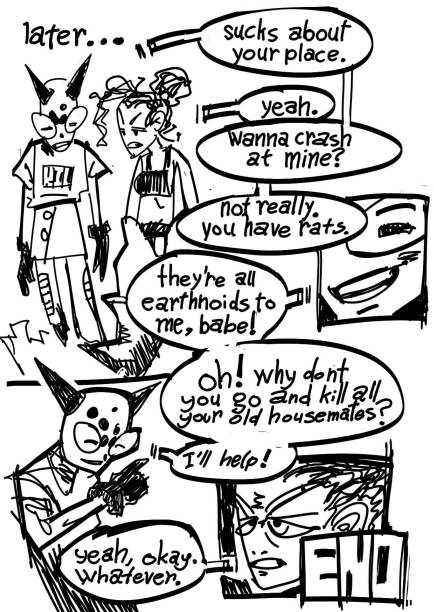 later...
sucks about
your place.
yeah.
Wanna crash
at mine?
not really.
you have rats.
they're all
earthnoids to
me, babe!
oh! why dont
you go and kill all
your old housemates?
I'll help!
yeah, okay.
whatever.
END